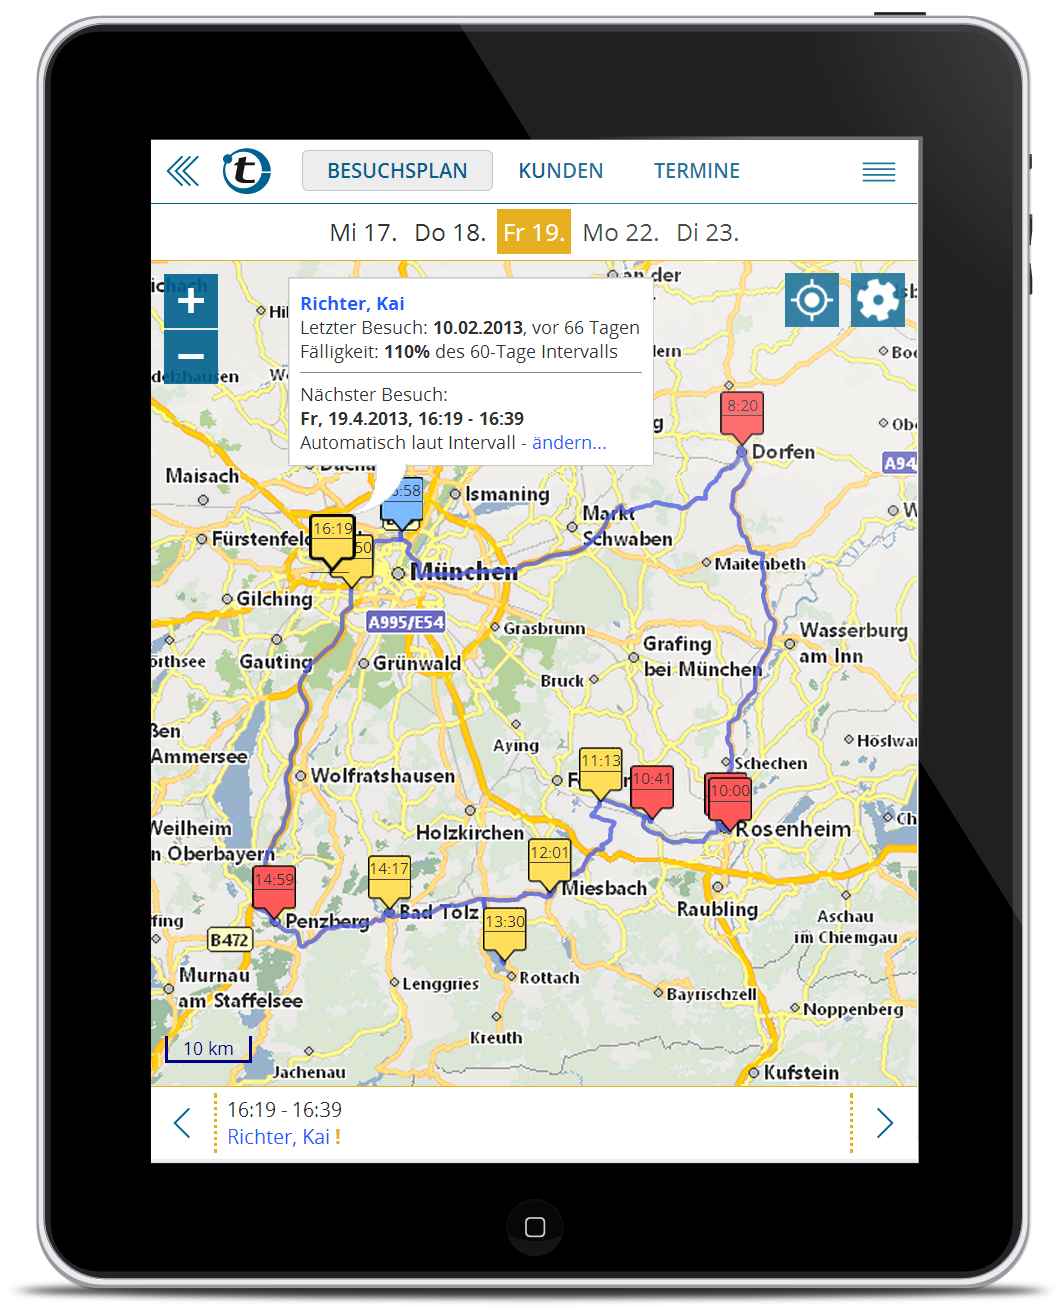 t
BESUCHSPLAN KUNDEN TERMINE
Mi 17. Do 18. Fr 19. Mo 22. Di 23.
an der
+
−
Richter, Kai
Letzter Besuch: 10.02.2013, vor 66 Tagen
Fälligkeit: 110% des 60-Tage Intervalls
Nächster Besuch:
Fr, 19.4.2013, 16:19 - 16:39
Automatisch laut Intervall - ändern...
8:20
Dorfen
A94
Maisach
Ismaning
:58
Markt
Schwaben
16:19
50
Fürstenfel
München
Maitenbeth
Gilching
A995/E54
Grasbrunn
Wasserburg
am Inn
Grafing
bei München
Gauting
Grünwald
Bruck
Ammersee
Aying
Schechen
11:13
10:41
10:00
Wolfratshausen
Weilheim
n Oberbayern
Holzkirchen
Rosenheim
12:01
14:17
14:59
Miesbach
Raubling
Penzberg
Bad Tölz
13:30
Aschau
im Chiemgau
B472
Murnau
am Staffelsee
Lenggries
Rottach
Bayrischzell
Noppenberg
Kreuth
10 km
Jachenau
Kufstein
16:19 - 16:39
Richter, Kai !